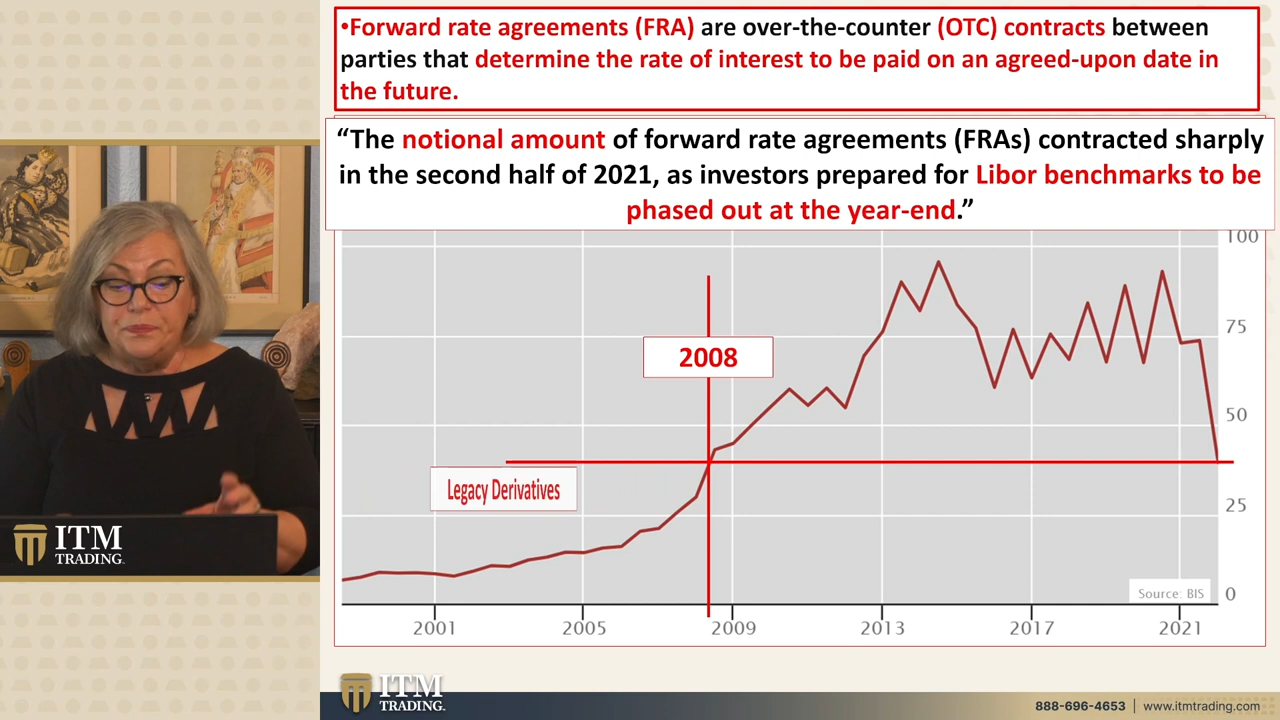 •Forward rate agreements (FRA) are over-the-counter (OTC) contracts between
parties that determine the rate of interest to be paid on an agreed-upon date in
the future.
“The notional amount of forward rate agreements (FRAs) contracted sharply
in the second half of 2021, as investors prepared for Libor benchmarks to be
phased out at the year-end.”
100
75
2008
50
Legacy Derivatives
25
Source: BIS
0
2001
2005
2009
2013
2017
2021
ITM
TRADING
ITM
TRADING
888-696-4653 | www.itmtrading.com